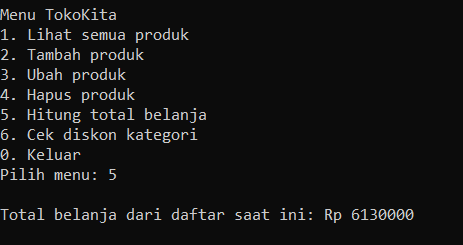 Menu TokoKita
1. Lihat semua produk
2. Tambah produk
3. Ubah produk
4. Hapus produk
5. Hitung total belanja
6. Cek diskon kategori
0. Keluar
Pilih menu: 5
Total belanja dari daftar saat ini: Rp 6130000